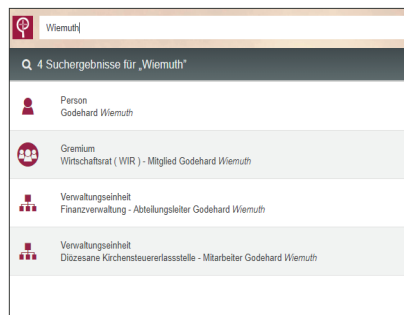 Wiemuth
4 Suchergebnisse für „Wiemuth"
Person
Godehard Wiemuth
Gremium
Wirtschaftsrat ( WIR ) - Mitglied Godehard Wiemuth
Verwaltungseinheit
Finanzverwaltung - Abteilungsleiter Godehard Wiemuth
Verwaltungseinheit
Diözesane Kirchensteuererlassstelle - Mitarbeiter Godehard Wiemuth